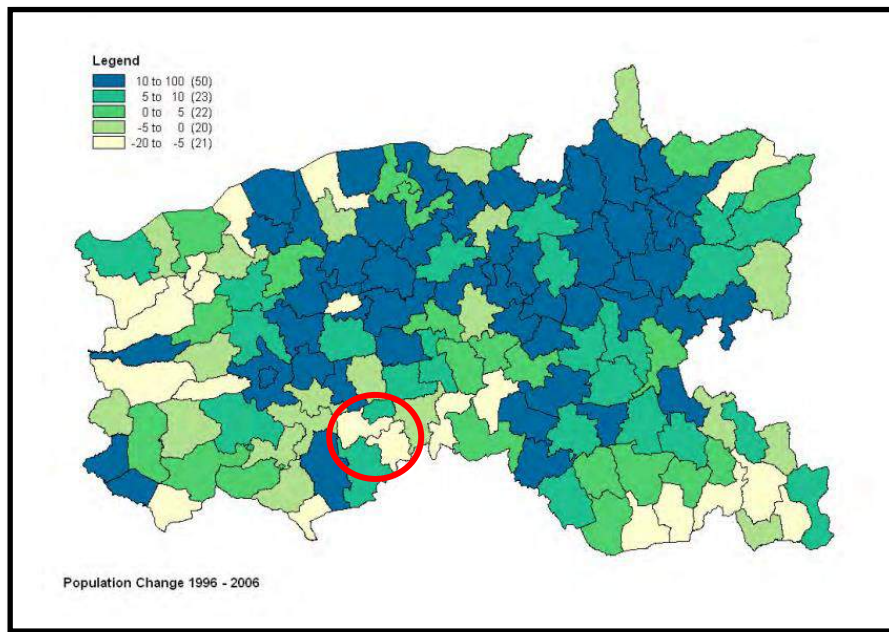 Legend
10 to 100 (50)
5 to 10 (23)
0 to 5 (22)
-5 to 0 (20)
-20 to -5 (21)
Population Change 1996 - 2006